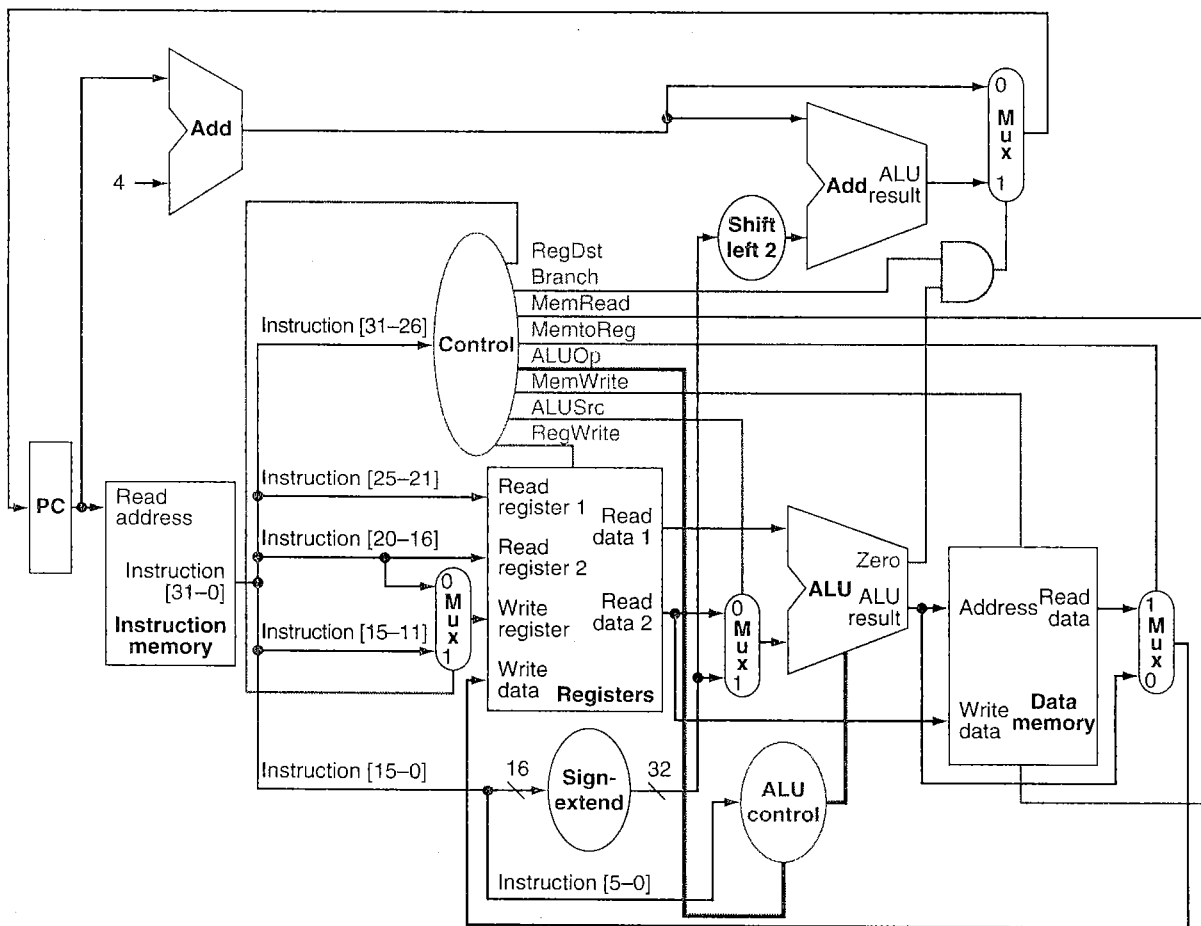 Add
4
0
Mux
1
Add
ALU
result
Shift
left 2
RegDst
Branch
MemRead
MemtoReg
ALUOp
MemWrite
ALUSrc
RegWrite
Control
Instruction [31–26]
PC
Read
address
Instruction
[31–0]
Instruction
memory
Instruction [25–21]
Instruction [20–16]
Instruction [15–11]
0
Mux
1
Read
register 1
Read
register 2
Write
register
Write
data
Read
data 1
Read
data 2
Registers
0
Mux
1
Zero
ALU
ALU
result
Address
Read
data
Write
data
Data
memory
1
Mux
0
Instruction [15–0]
16
Sign-
extend
32
ALU
control
Instruction [5–0]